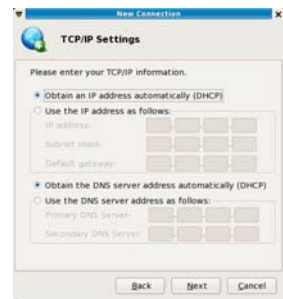 New Connection
TCP/IP Settings
Please enter your TCP/IP information.
Obtain an IP address automatically (DHCP)
Use the IP address as follows:
IP address:
Subnet mask:
Default gateway:
Obtain the DNS server address automatically (DHCP)
Use the DNS server address as follows:
Primary DNS Server:
Secondary DNS Server:
Back Next Cancel